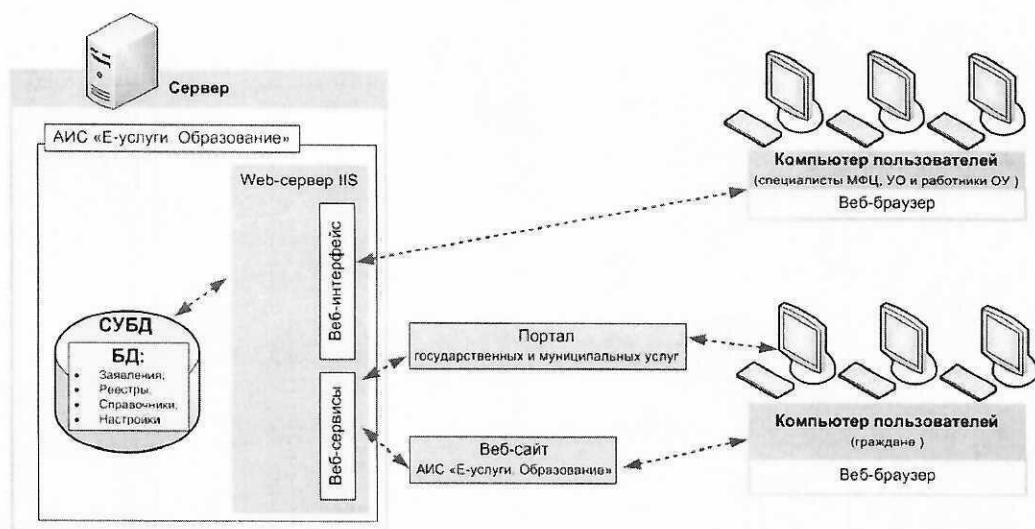 Сервер
АИС «Е-услуги. Образование»
Web-сервер IIS
Веб-интерфейс
Веб-сервисы
СУБД
БД:
• Заявления;
• Реестры;
• Справочники;
• Настройки
Портал
государственных и муниципальных услуг
Веб-сайт
АИС «Е-услуги. Образование»
Компьютер пользователей
(специалисты МФЦ, УО и работники ОУ )
Веб-браузер
Компьютер пользователей
(граждане )
Веб-браузер